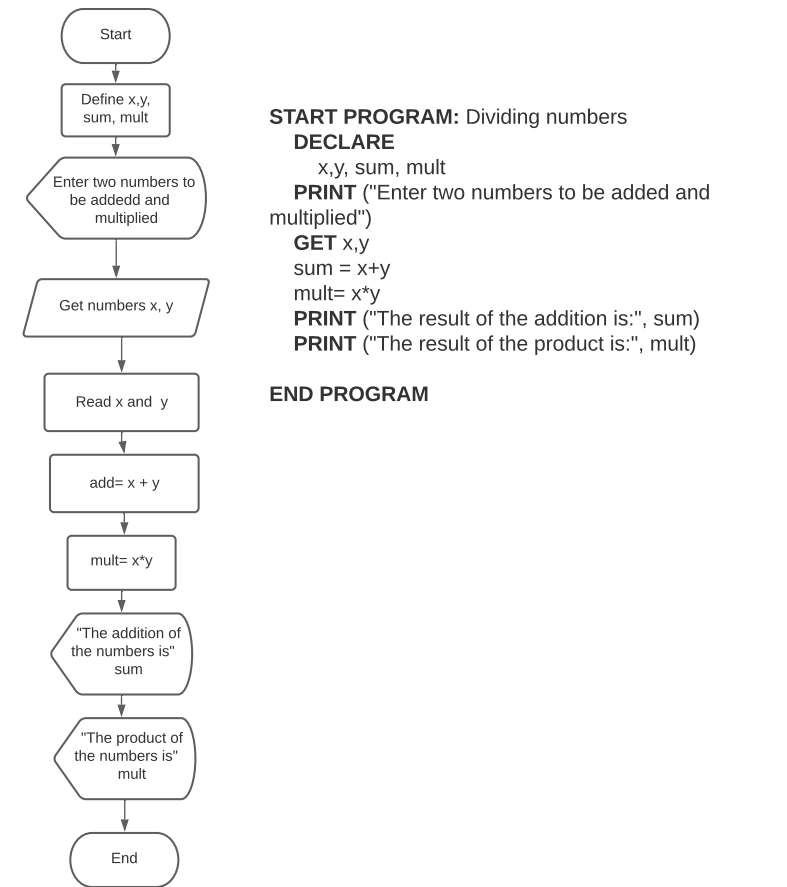 Start
Define x,y,
sum, mult
Enter two numbers to
be addedd and
multiplied
Get numbers x, y
Read x and  y
add= x + y
mult= x*y
"The addition of
the numbers is"
sum
"The product of
the numbers is"
mult
End
START PROGRAM: Dividing numbers
DECLARE
x,y, sum, mult
PRINT ("Enter two numbers to be added and
multiplied")
GET x,y
sum = x+y
mult= x*y
PRINT ("The result of the addition is:", sum)
PRINT ("The result of the product is:", mult)
END PROGRAM